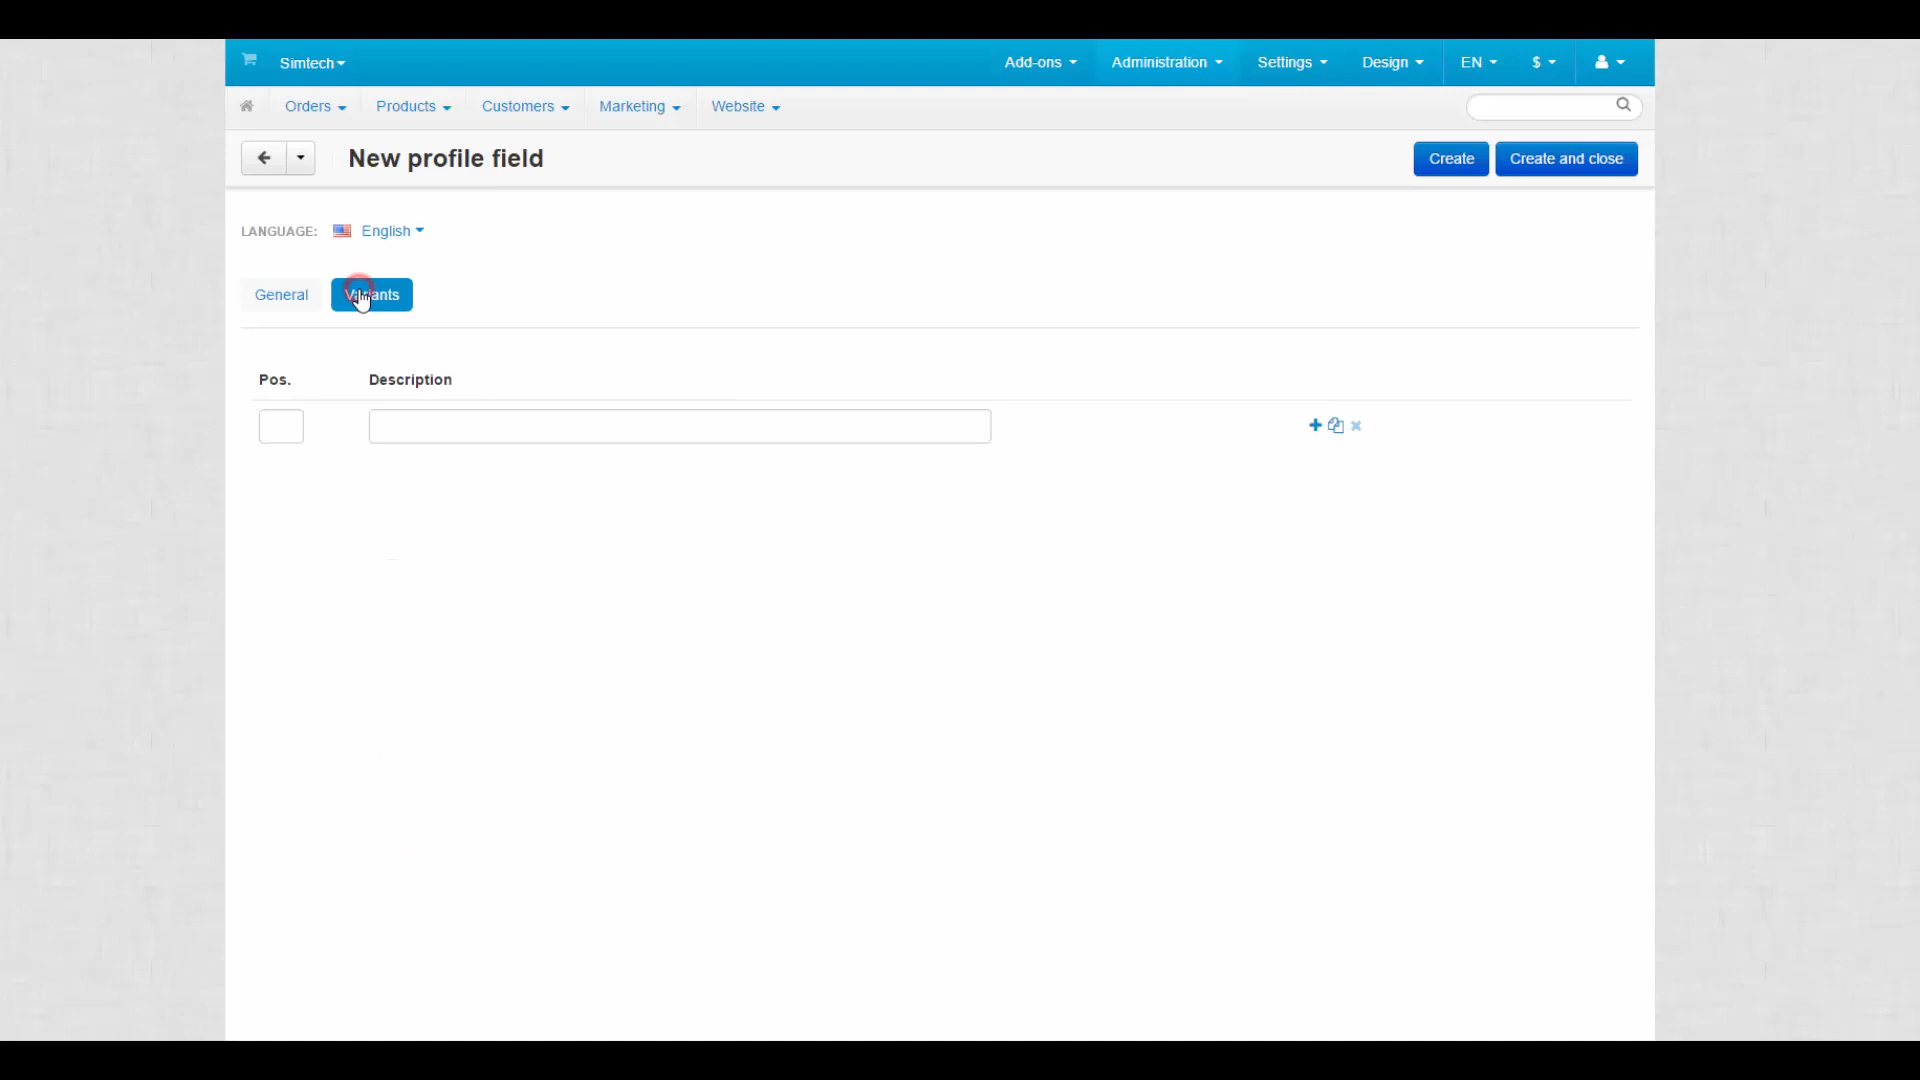 Simtech
Add-ons
Administration
Settings
Design
EN
$
Orders
Products
Customers
Marketing
Website
New profile field
Create
Create and close
LANGUAGE:
English
General
Variants
Pos.
Description